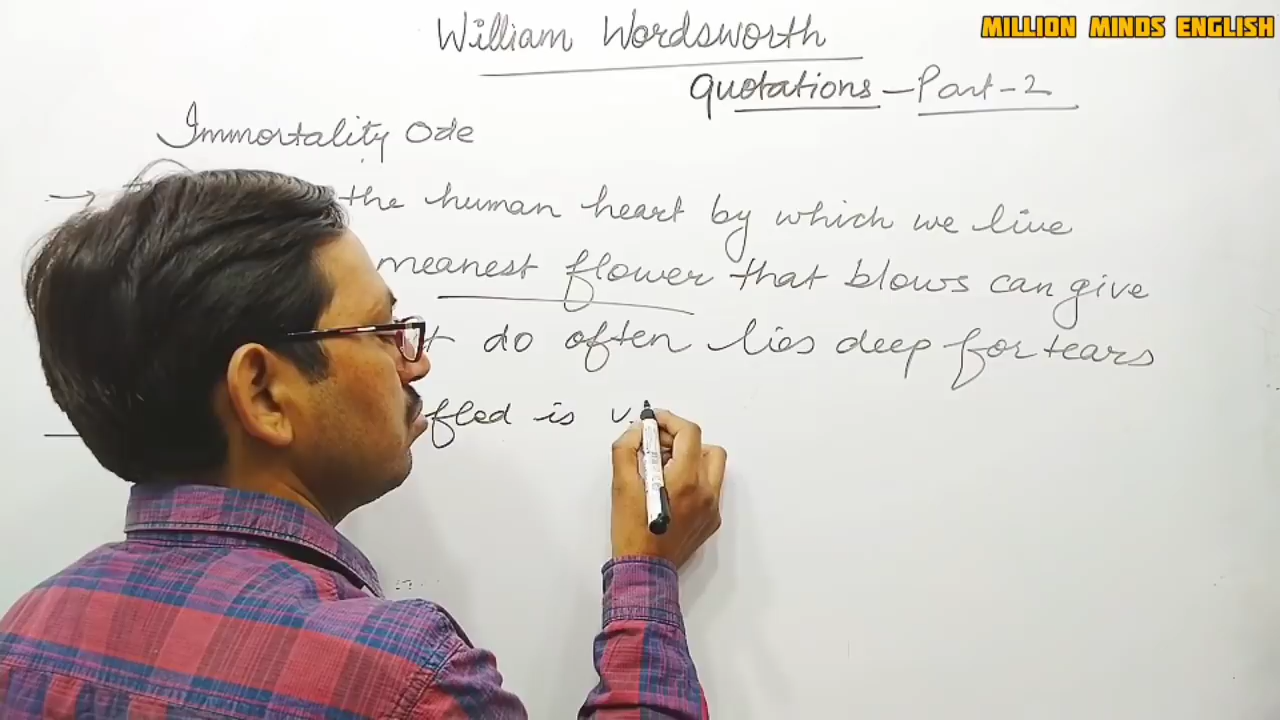 MILLION MINDS ENGLISH
William Wordsworth
Quotations - Part-2
Immortality Ode
→ the human heart by which we live
meanest flower that blows can give
do often lies deep for tears
is